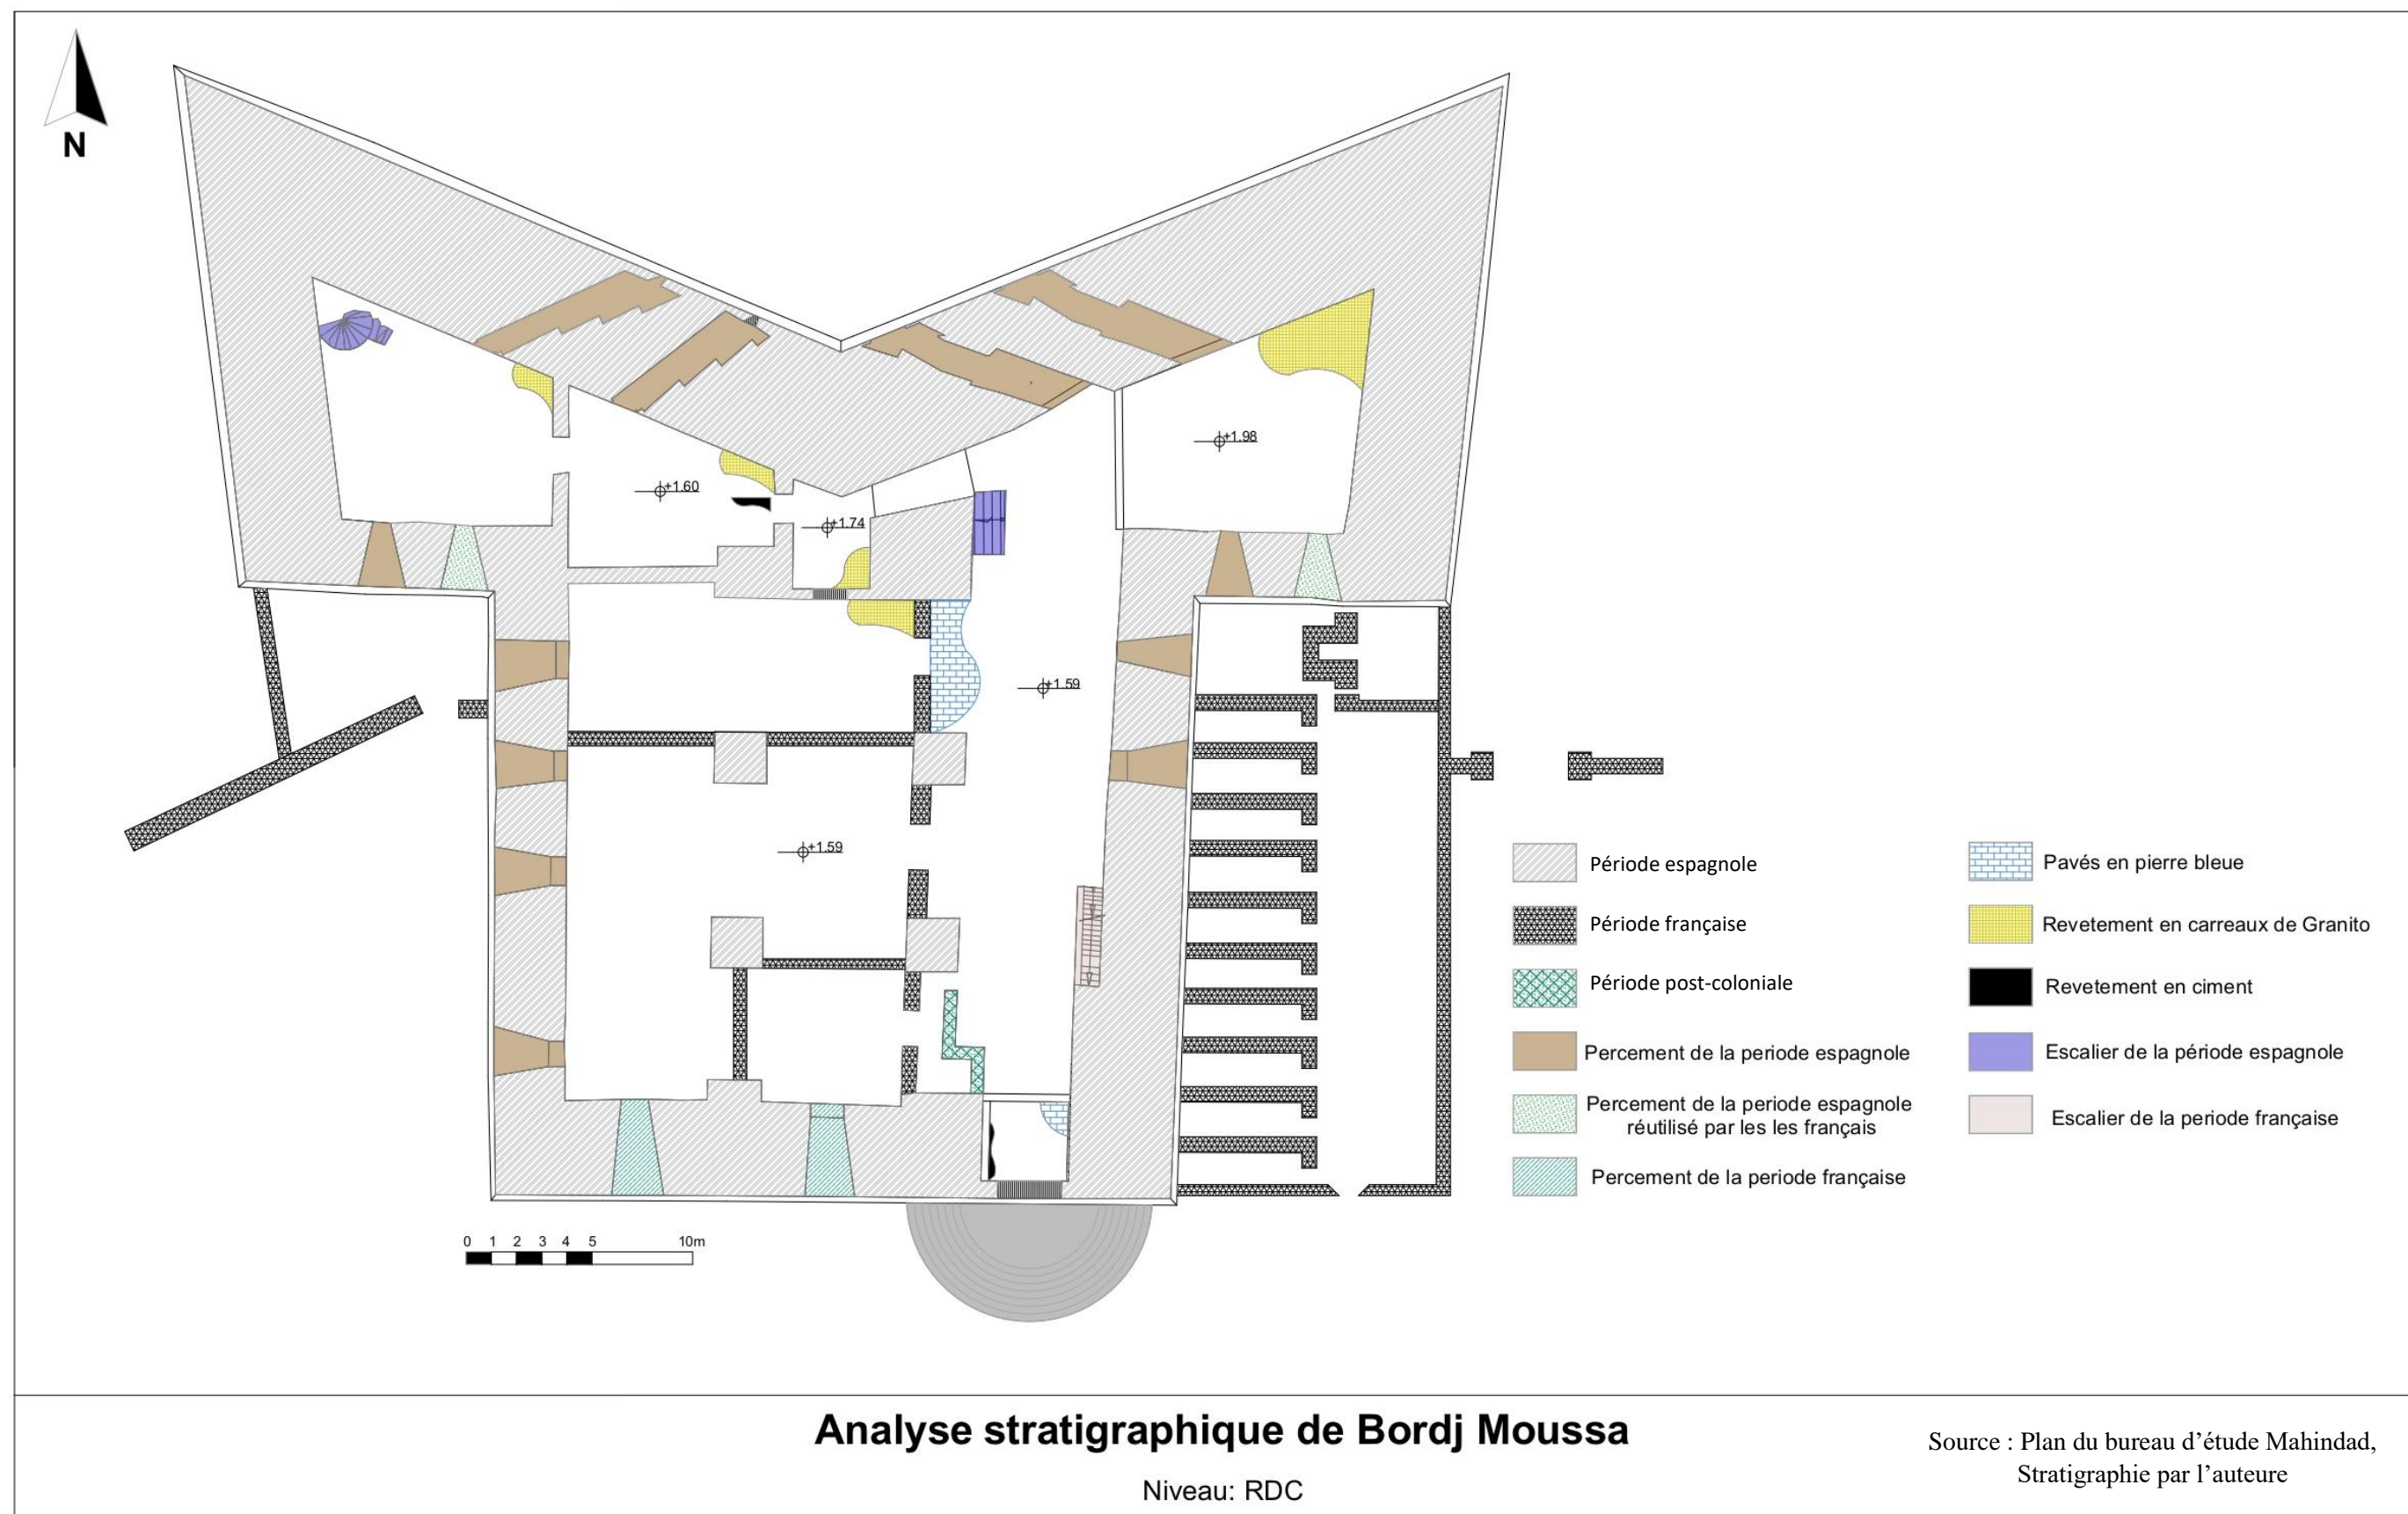 N
+1.98
+1.60
+1.74
+1.59
+1.59
Période espagnole
Période française
Période post-coloniale
Percement de la periode espagnole
Percement de la periode espagnole
réutilisé par les les français
Percement de la periode française
Pavés en pierre bleue
Revetement en carreaux de Granito
Revetement en ciment
Escalier de la période espagnole
Escalier de la periode française
0 1 2 3 4 5 10m
Analyse stratigraphique de Bordj Moussa
Niveau: RDC
Source : Plan du bureau d’étude Mahindad,
Stratigraphie par l’auteure